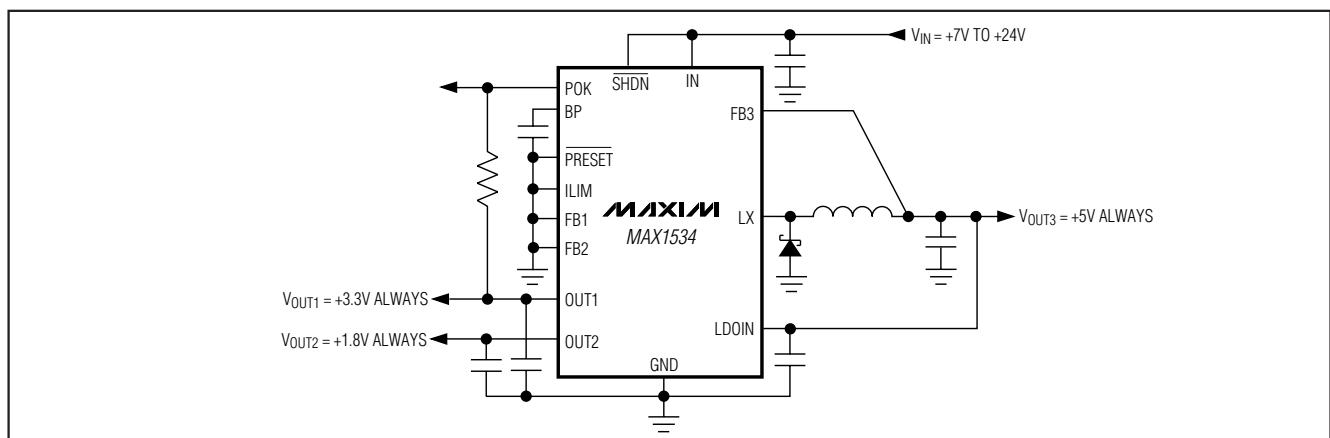 V_IN = +7V TO +24V
POK
SHDN
IN
BP
FB3
PRESET
ILIM
MAXIM
LX
V_OUT3 = +5V ALWAYS
FB1
MAX1534
FB2
V_OUT1 = +3.3V ALWAYS
OUT1
LDOIN
V_OUT2 = +1.8V ALWAYS
OUT2
GND